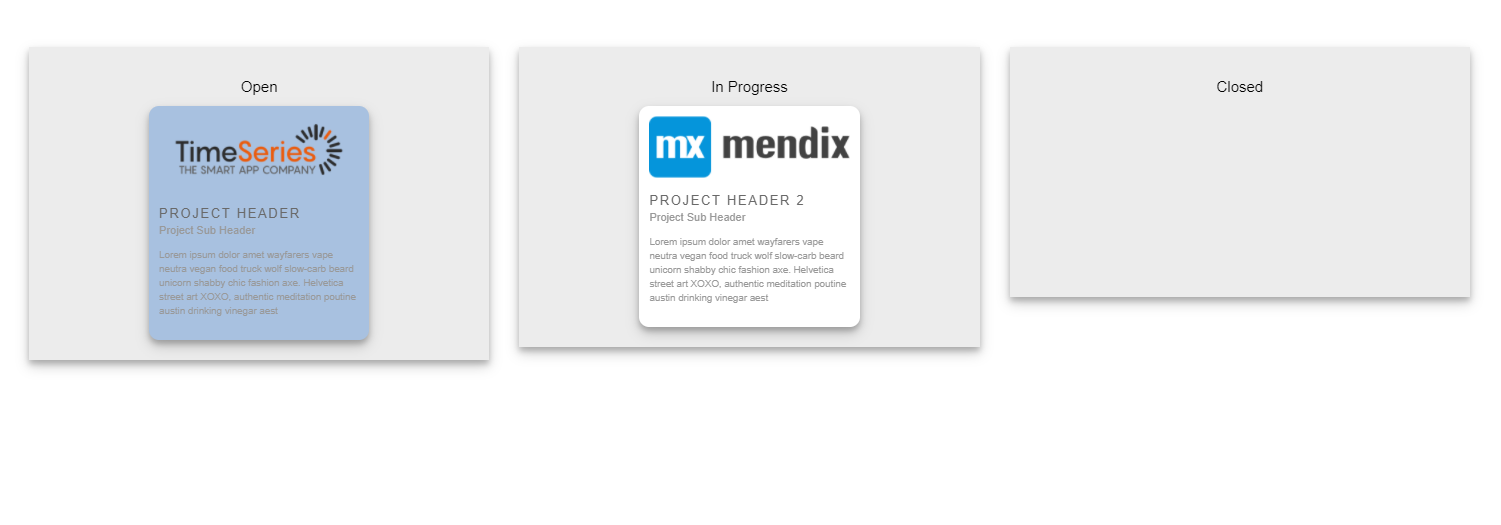 Open
TimeSeries
THE SMART APP COMPANY
PROJECT HEADER
Project Sub Header
Lorem ipsum dolor amet wayfarers vape
neutra vegan food truck wolf slow-carb beard
unicorn shabby chic fashion axe. Helvetica
street art XOXO, authentic meditation poutine
austin drinking vinegar aest
In Progress
mx mendix
PROJECT HEADER 2
Project Sub Header
Lorem ipsum dolor amet wayfarers vape
neutra vegan food truck wolf slow-carb beard
unicorn shabby chic fashion axe. Helvetica
street art XOXO, authentic meditation poutine
austin drinking vinegar aest
Closed